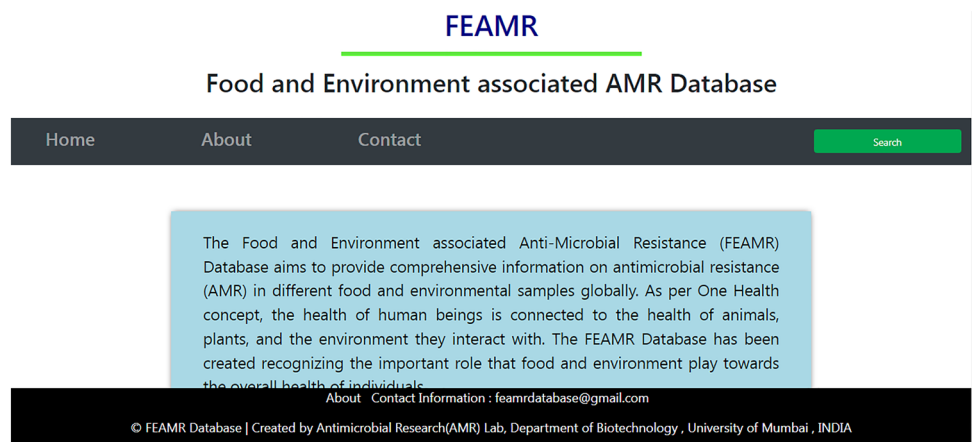 FEAMR
Food and Environment associated AMR Database
Home About Contact Search
The Food and Environment associated Anti-Microbial Resistance (FEAMR)
Database aims to provide comprehensive information on antimicrobial resistance
(AMR) in different food and environmental samples globally. As per One Health
concept, the health of human beings is connected to the health of animals,
plants, and the environment they interact with. The FEAMR Database has been
created recognizing the important role that food and environment play towards
the overall health of individuals.
About Contact Information : feamrdatabase@gmail.com
© FEAMR Database | Created by Antimicrobial Research(AMR) Lab, Department of Biotechnology , University of Mumbai , INDIA